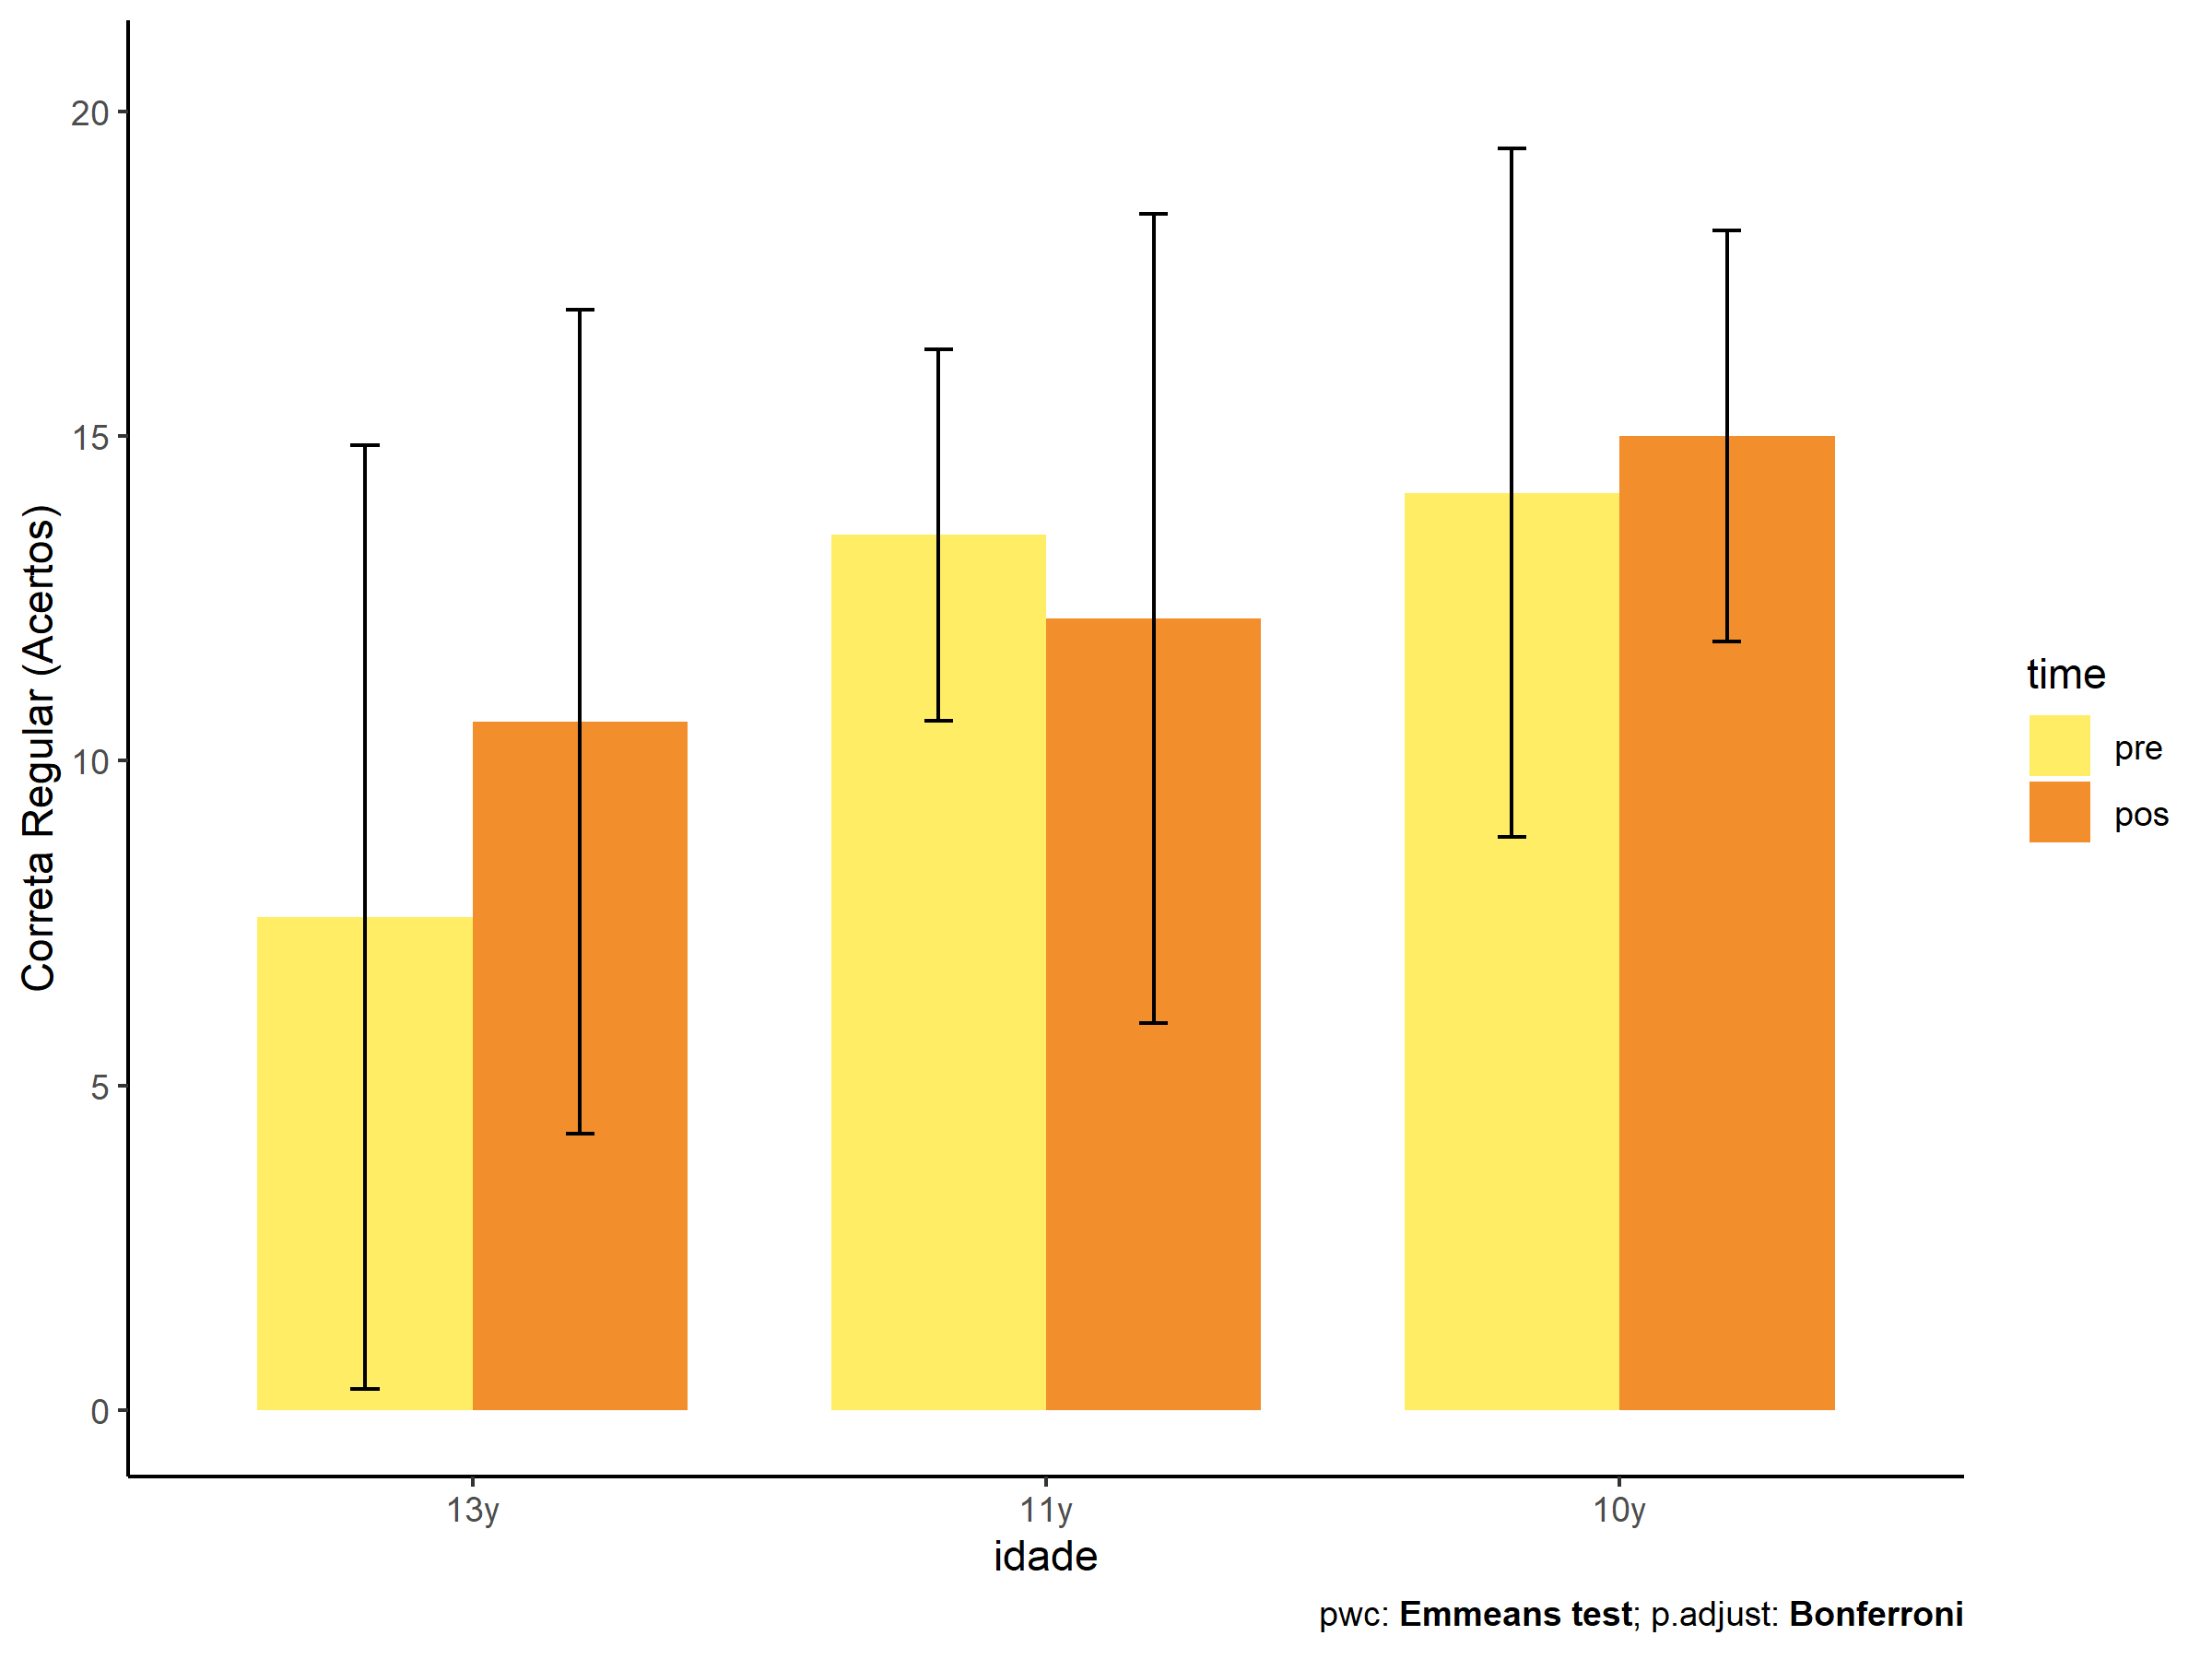 Correta Regular (Acertos)
20
15
10
5
0
13y
11y
10y
idade
time
pre
pos
pwc: Emmeans test; p.adjust: Bonferroni